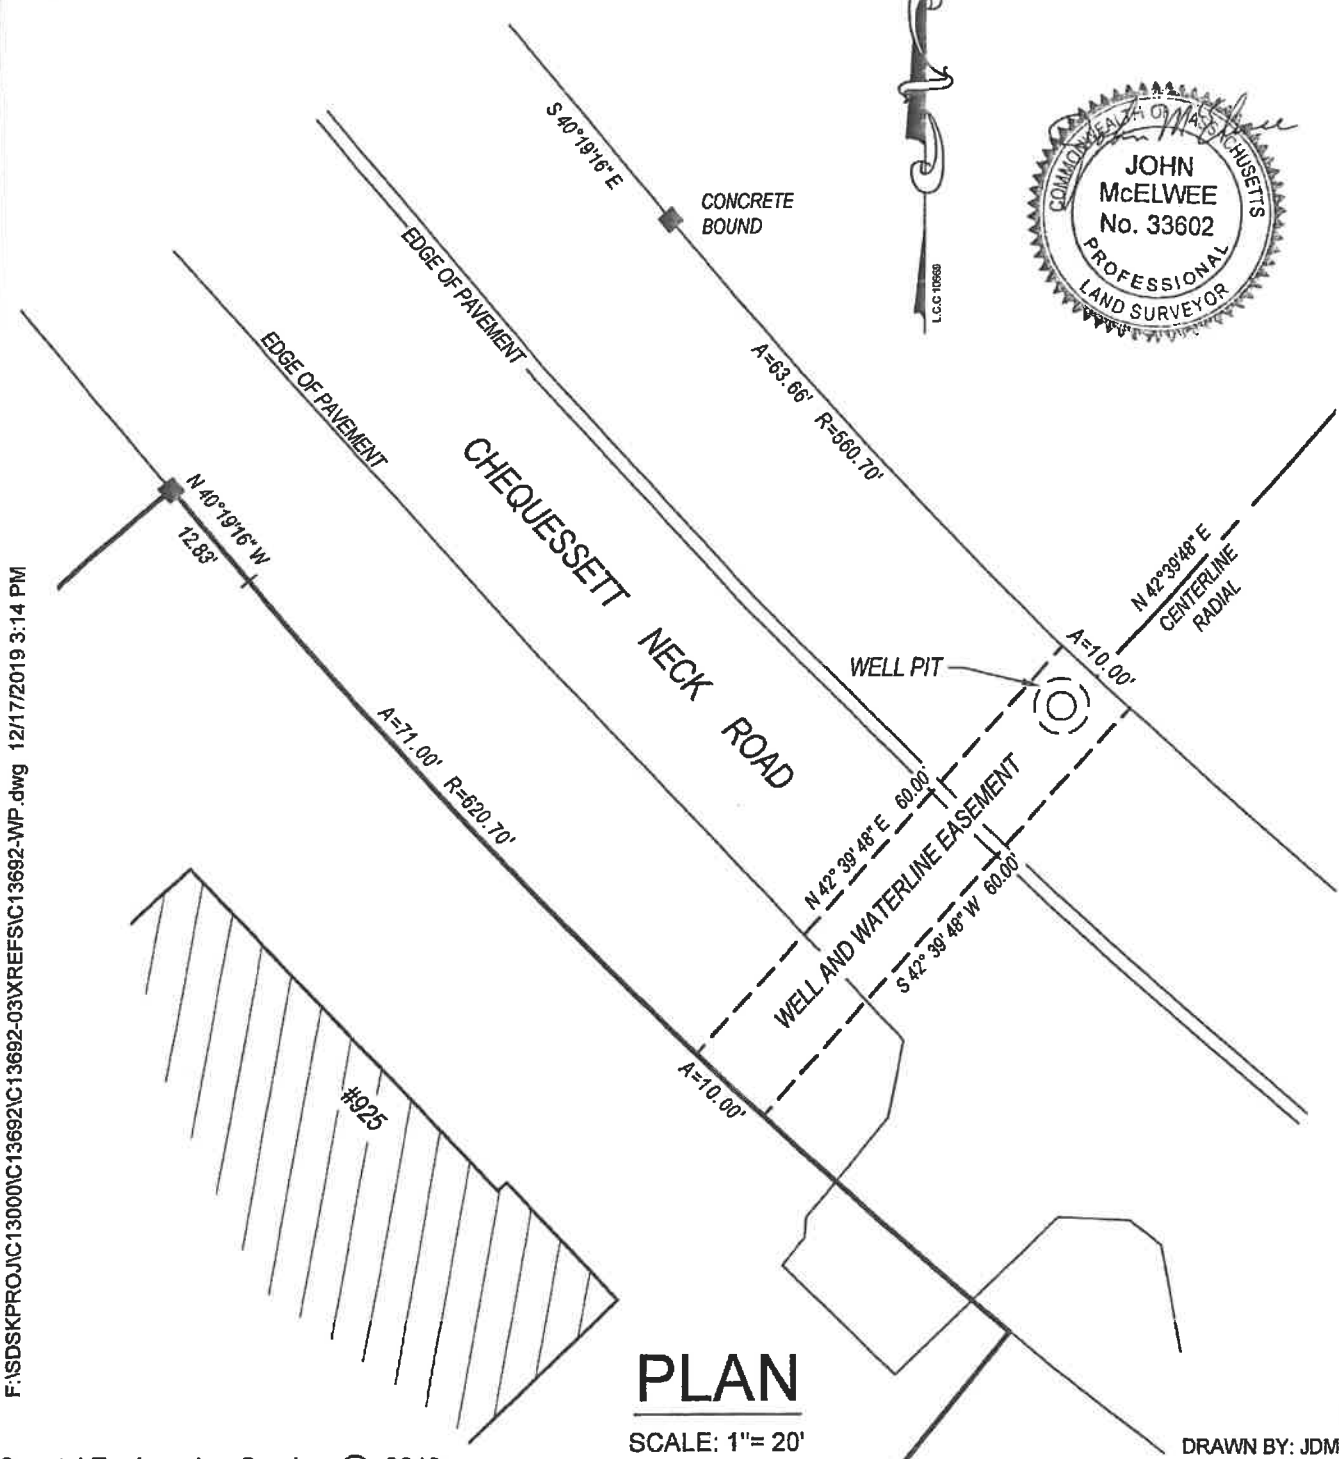 S 40°19'16" E
CONCRETE
BOUND
L.C.C 10668
COMMONWEALTH OF MASSACHUSETTS
JOHN
McELWEE
No. 33602
PROFESSIONAL
LAND SURVEYOR
EDGE OF PAVEMENT
EDGE OF PAVEMENT
A=63.66' R=560.70'
CHEQUESSETT NECK ROAD
N 40°19'16" W
12.83'
N 42°39'48" E
CENTERLINE
RADIAL
A=10.00'
WELL PIT
A=71.00' R=620.70'
N 42° 39' 48" E 60.00'
WELL AND WATERLINE EASEMENT
S 42° 39' 48" W 60.00'
A=10.00'
#925
F:\SDSKPROJ\C13000\C13692\C13692-03\XREFS\C13692-WP.dwg 12/17/2019 3:14 PM
PLAN
SCALE: 1"= 20'
DRAWN BY: JDM